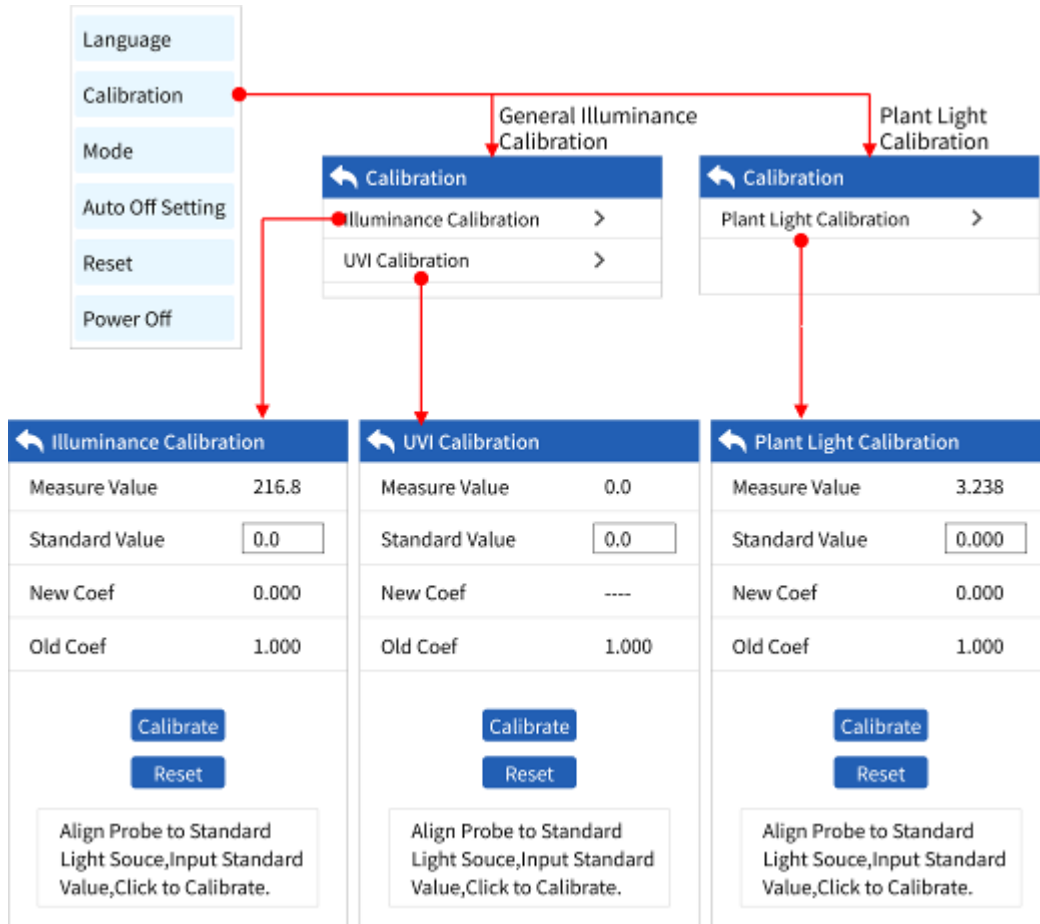 Language
Calibration
Mode
Auto Off Setting
Reset
Power Off
General Illuminance
Calibration
Plant Light
Calibration
Calibration
Illuminance Calibration >
UVI Calibration >
Calibration
Plant Light Calibration >
Illuminance Calibration
Measure Value 216.8
Standard Value 0.0
New Coef 0.000
Old Coef 1.000
Calibrate
Reset
Align Probe to Standard
Light Souce,Input Standard
Value,Click to Calibrate.
UVI Calibration
Measure Value 0.0
Standard Value 0.0
New Coef ----
Old Coef 1.000
Calibrate
Reset
Align Probe to Standard
Light Souce,Input Standard
Value,Click to Calibrate.
Plant Light Calibration
Measure Value 3.238
Standard Value 0.000
New Coef 0.000
Old Coef 1.000
Calibrate
Reset
Align Probe to Standard
Light Souce,Input Standard
Value,Click to Calibrate.